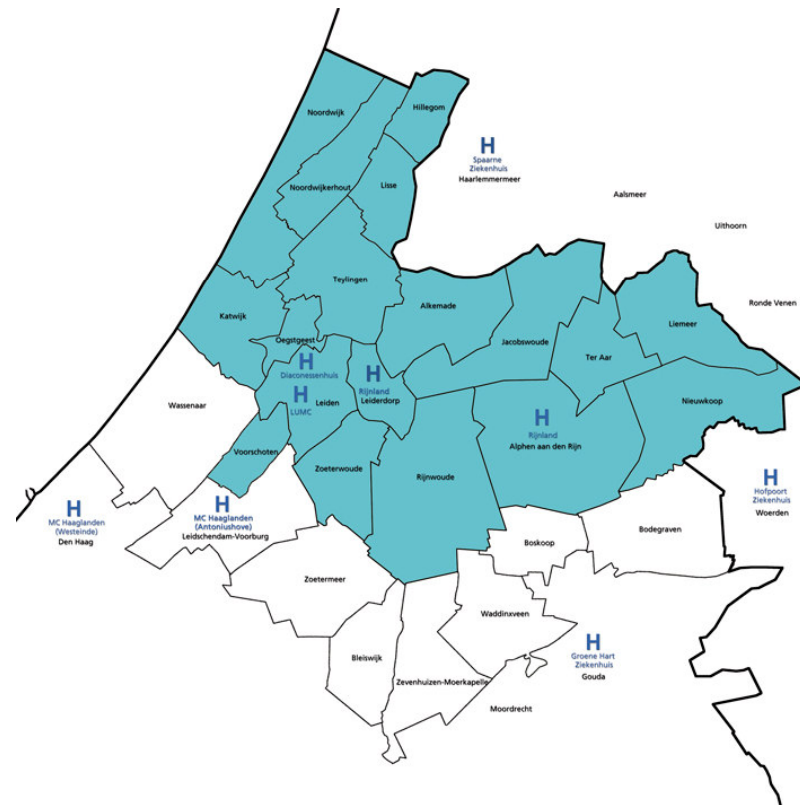 Hillegom
Noordwijk
H
Spaarne
Ziekenhuis
Haarlemmermeer
Noordwijkerhout
Lisse
Aalsmeer
Uithoorn
Teylingen
Ronde Venen
Alkemade
Katwijk
Liemeer
Oegstgeest
Jacobswoude
Ter Aar
H
Diaconessenhuis
H
LUMC
Leiden
H
Rijnland
Leiderdorp
Nieuwkoop
Wassenaar
H
Rijnland
Alphen aan den Rijn
Voorschoten
Zoeterwoude
Rijnwoude
H
Hofpoort
Ziekenhuis
Woerden
H
MC Haaglanden
(Westeinde)
Den Haag
H
MC Haaglanden
(Antoniushove)
Leidschendam-Voorburg
Bodegraven
Boskoop
Zoetermeer
Waddinxveen
H
Groene Hart
Ziekenhuis
Gouda
Bleiswijk
Zevenhuizen-Moerkapelle
Moordrecht